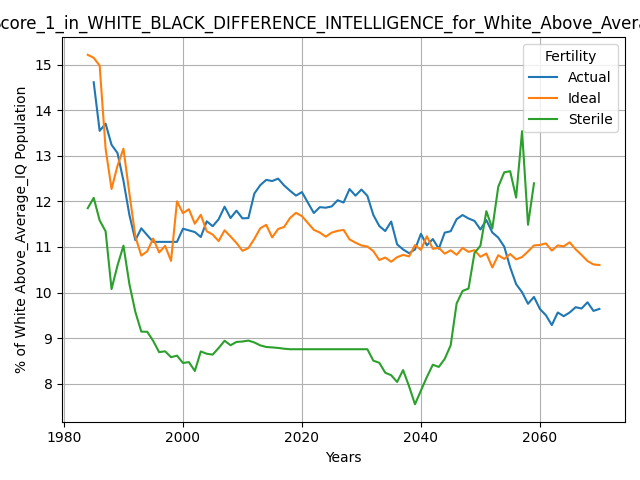 core_1_in_WHITE_BLACK_DIFFERENCE_INTELLIGENCE_for_White_Above_Avera
% of White Above_Average_IQ Population
15
14
13
12
11
10
9
8
1980
2000
2020
2040
2060
Years
Fertility
Actual
Ideal
Sterile